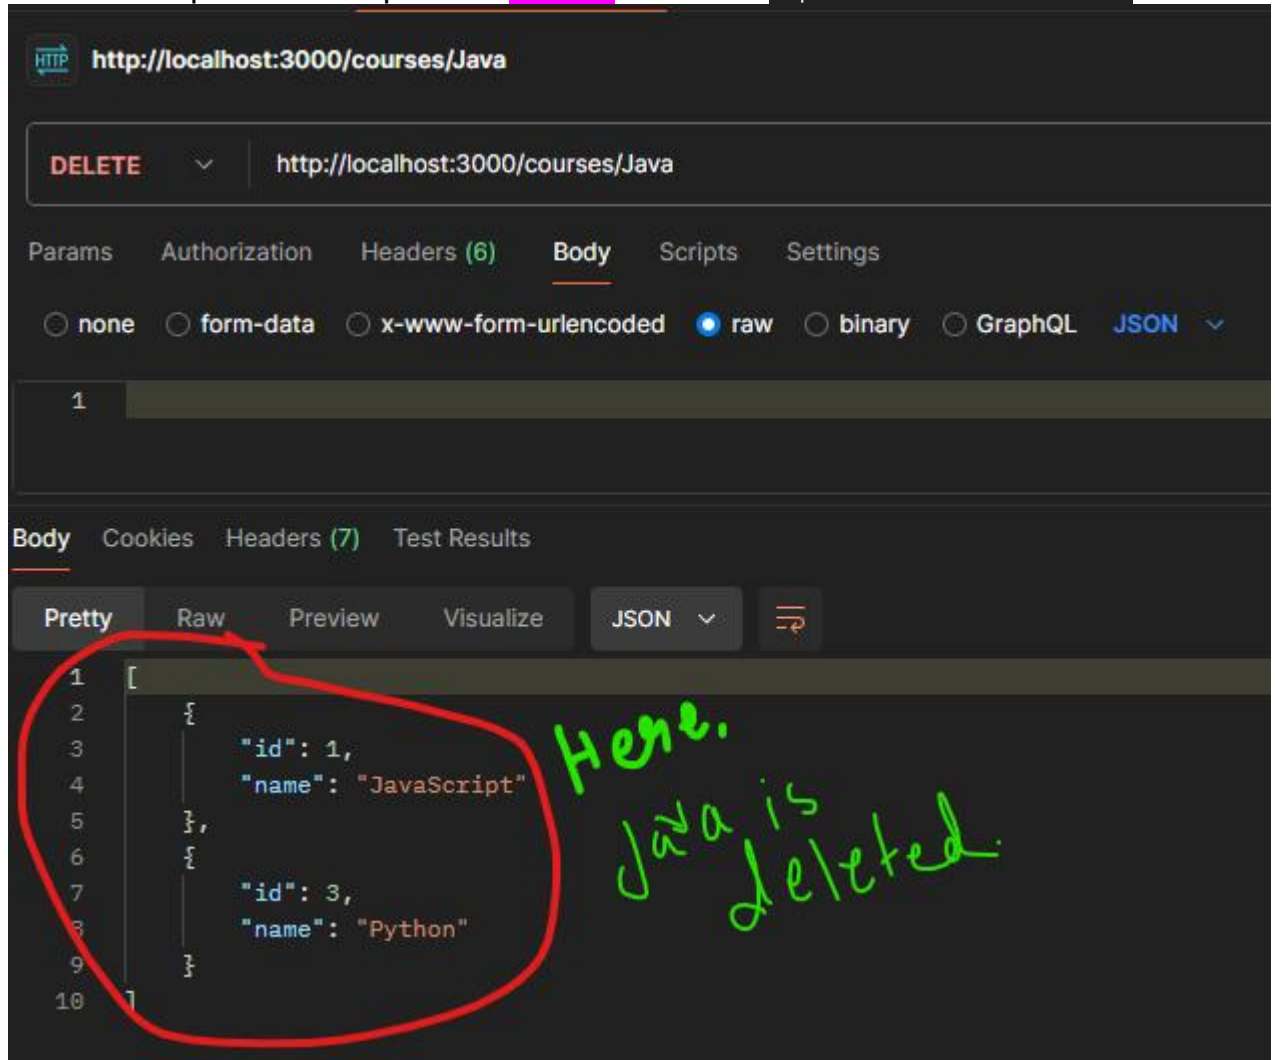 HTTP http://localhost:3000/courses/Java
DELETE http://localhost:3000/courses/Java
Params Authorization Headers (6) Body Scripts Settings
none form-data x-www-form-urlencoded raw binary GraphQL JSON
1
Body Cookies Headers (7) Test Results
Pretty Raw Preview Visualize JSON
1 [
2 {
3 "id": 1,
4 "name": "JavaScript"
5 },
6 {
7 "id": 3,
8 "name": "Python"
9 }
10 ]
Here.
Java is
deleted.